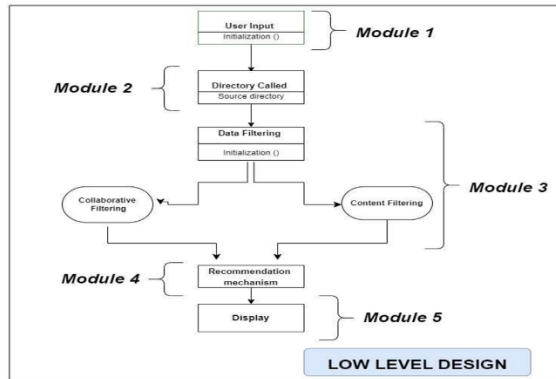 User Input
Initialization ()
Module 1
Module 2
Directory Called
Source directory
Data Filtering
Initialization ()
Collaborative
Filtering
Content Filtering
Module 3
Module 4
Recommendation
mechanism
Display
Module 5
LOW LEVEL DESIGN